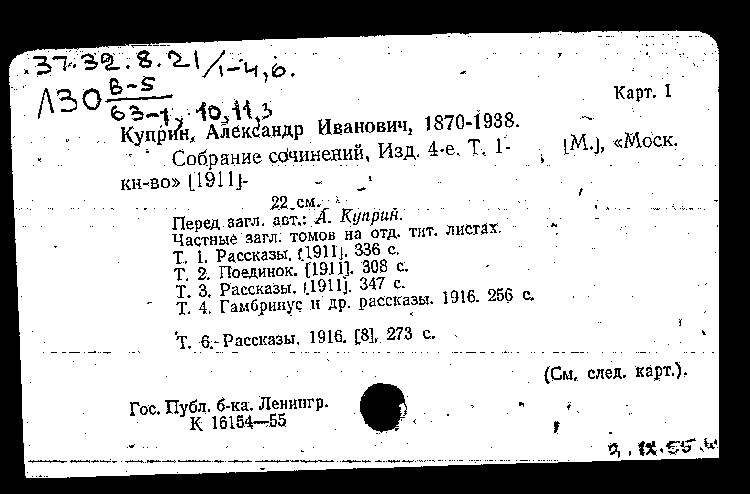 37.32.8.21/1-4,6.
Л30 В-5
63-1, 10,11,3
Карт. 1
Куприн, Александр Иванович, 1870-1938.
Собрание сочинений, Изд. 4-е. Т. 1- [М.], «Моск.
кн-во» [1911]-
22 см.
Перед загл. авт.: А. Куприн.
Частные загл. томов на отд. тит. листах.
Т. 1. Рассказы. [1911]. 336 с.
Т. 2. Поединок. [1911]. 308 с.
Т. 3. Рассказы. [1911]. 347 с.
Т. 4. Гамбринус и др. рассказы. 1916. 256 с.
Т. 6. Рассказы. 1916. [8], 273 с.
(См. след. карт.).
Гос. Публ. б-ка. Ленингр.
К 16154—55
IX.55.